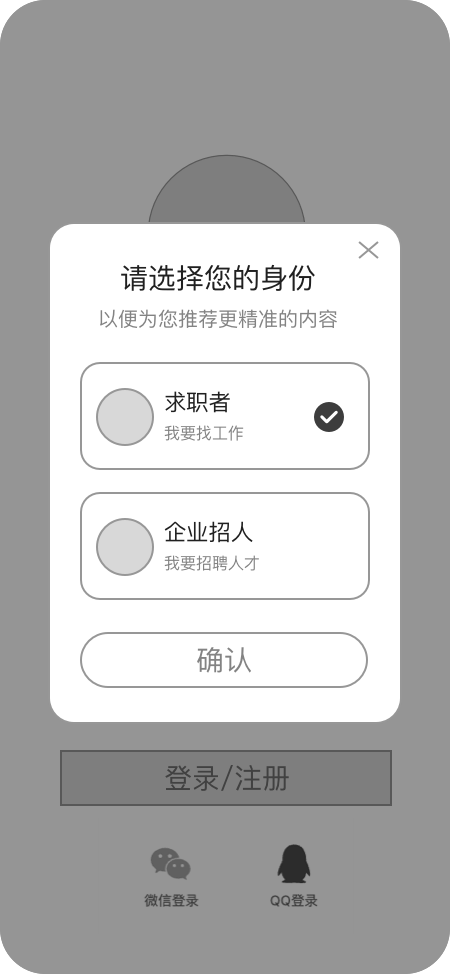 请选择您的身份
以便为您推荐更精准的内容
求职者
我要找工作
企业招人
我要招聘人才
确认
登录/注册
微信登录
QQ登录